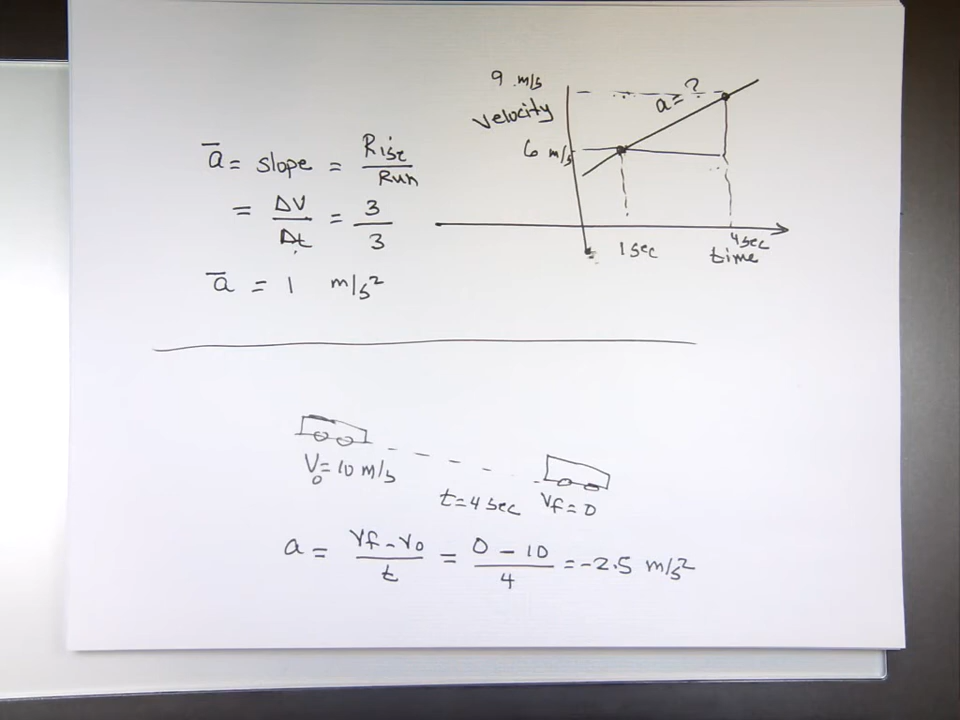 9 m/s
velocity
a=?
6 m/s
1 sec
4 sec
time
a̅ = slope = Rise/Run
= ΔV/Δt = 3/3
a̅ = 1 m/s²
V₀=10 m/s
t=4 sec
Vf=0
a = Vf-V₀/t = 0-10/4 = -2.5 m/s²